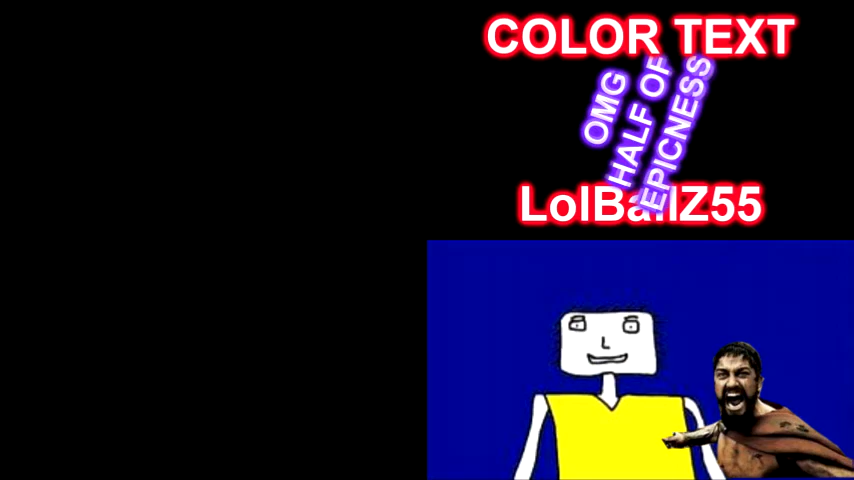 COLOR TEXT
OMG
HALF OF
EPICNESS
LolBallZ55